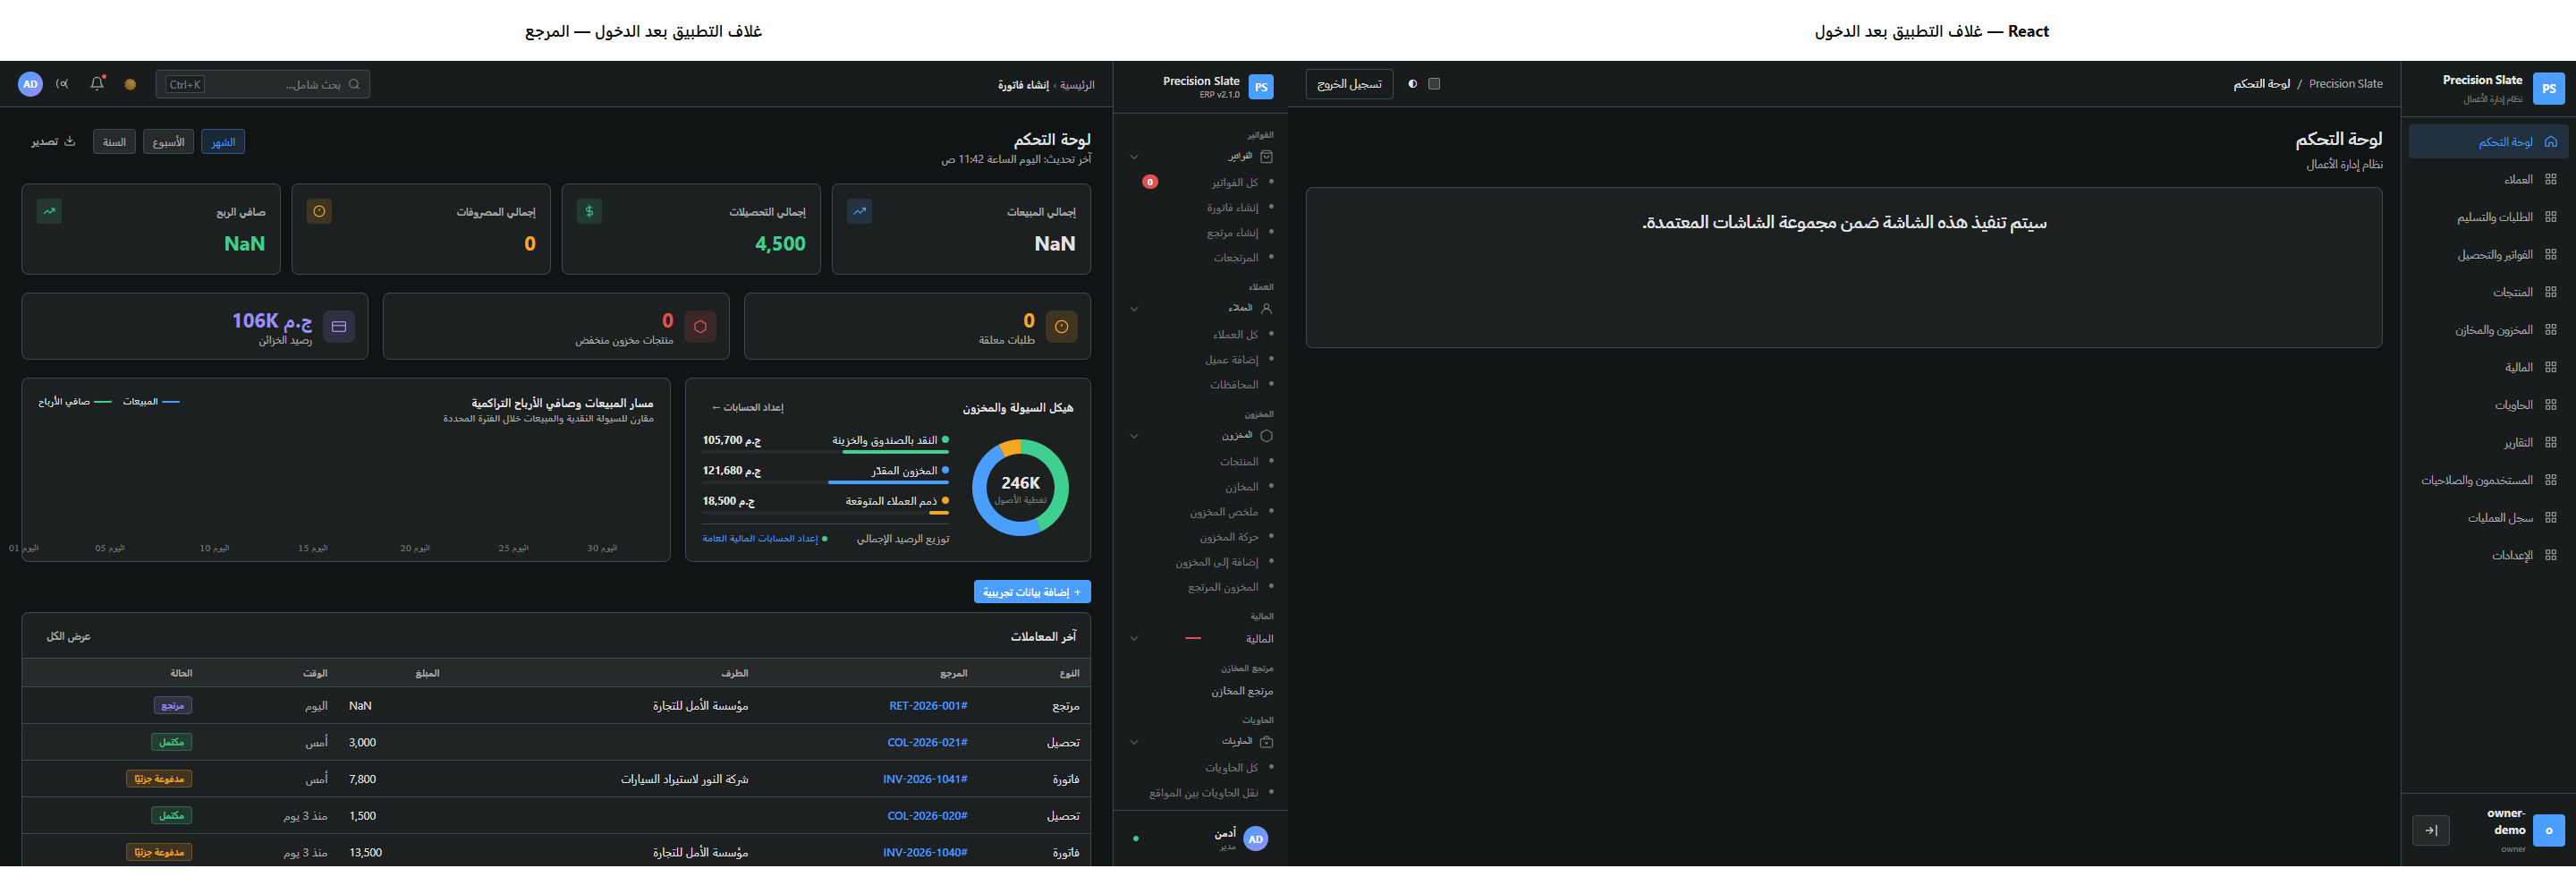 React — غلاف التطبيق بعد الدخول
PS
Precision Slate
نظام إدارة الأعمال
لوحة التحكم
العملاء
الطلبات والتسليم
الفواتير والتحصيل
المنتجات
المخزون والمخازن
المالية
الحاويات
التقارير
المستخدمون والصلاحيات
سجل العمليات
الإعدادات
o
owner-
demo
owner
Precision Slate / لوحة التحكم
تسجيل الخروج
لوحة التحكم
نظام إدارة الأعمال
سيتم تنفيذ هذه الشاشة ضمن مجموعة الشاشات المعتمدة.
غلاف التطبيق بعد الدخول — المرجع
PS
Precision Slate
ERP v2.1.0
الفواتير
الفواتير
كل الفواتير 0
إنشاء فاتورة
إنشاء مرتجع
المرتجعات
العملاء
العملاء
كل العملاء
إضافة عميل
المحافظات
المخزون
المخزون
المنتجات
المخازن
ملخص المخزون
حركة المخزون
إضافة إلى المخزون
المخزون المرتجع
المالية
المالية
مرتجع المخازن
مرتجع المخازن
الحاويات
الحاويات
كل الحاويات
نقل الحاويات بين المواقع
AD
أدمن
مدير
الرئيسية › إنشاء فاتورة
بحث شامل... Ctrl+K
AD
لوحة التحكم
آخر تحديث: اليوم الساعة 11:42 ص
الشهر
الأسبوع
السنة
تصدير
إجمالي المبيعات
NaN
إجمالي التحصيلات
$
4,500
إجمالي المصروفات
0
صافي الربح
NaN
0
طلبات معلقة
0
منتجات مخزون منخفض
ج.م 106K
رصيد الخزائن
هيكل السيولة والمخزون
إعداد الحسابات ←
246K
تغطية الأصول
النقد بالصندوق والخزينة ج.م 105,700
المخزون المقدّر ج.م 121,680
ذمم العملاء المتوقعة ج.م 18,500
توزيع الرصيد الإجمالي
إعداد الحسابات المالية العامة
مسار المبيعات وصافي الأرباح التراكمية
مقارن للسيولة النقدية والمبيعات خلال الفترة المحددة
المبيعات
صافي الأرباح
اليوم 30
اليوم 25
اليوم 20
اليوم 15
اليوم 10
اليوم 05
اليوم 01
+ إضافة بيانات تجريبية
آخر المعاملات
عرض الكل
النوع المرجع الطرف المبلغ الوقت الحالة
مرتجع #RET-2026-001 مؤسسة الأمل للتجارة NaN اليوم مرتجع
تحصيل #COL-2026-021 3,000 أمس مكتمل
فاتورة #INV-2026-1041 شركة النور لاستيراد السيارات 7,800 أمس مدفوعة جزئيًا
تحصيل #COL-2026-020 1,500 منذ 3 يوم مكتمل
فاتورة #INV-2026-1040 مؤسسة الأمل للتجارة 13,500 منذ 3 يوم مدفوعة جزئيًا